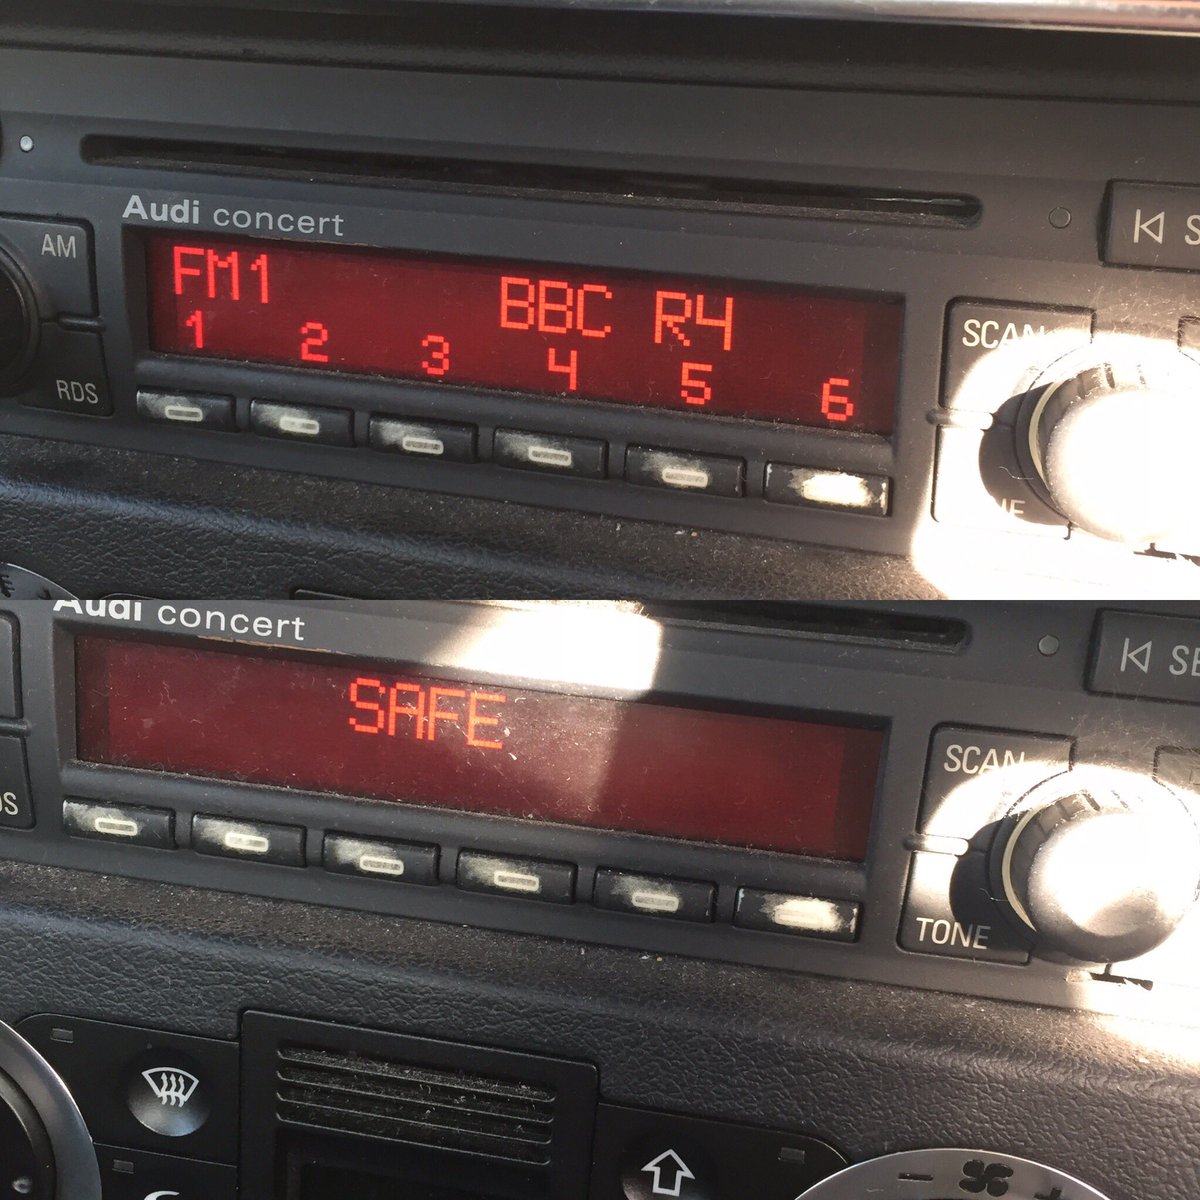 Audi concert
AM
FM1
BBC R4
1 2 3 4 5 6
RDS
SCAN
Audi concert
SAFE
SCAN
TONE